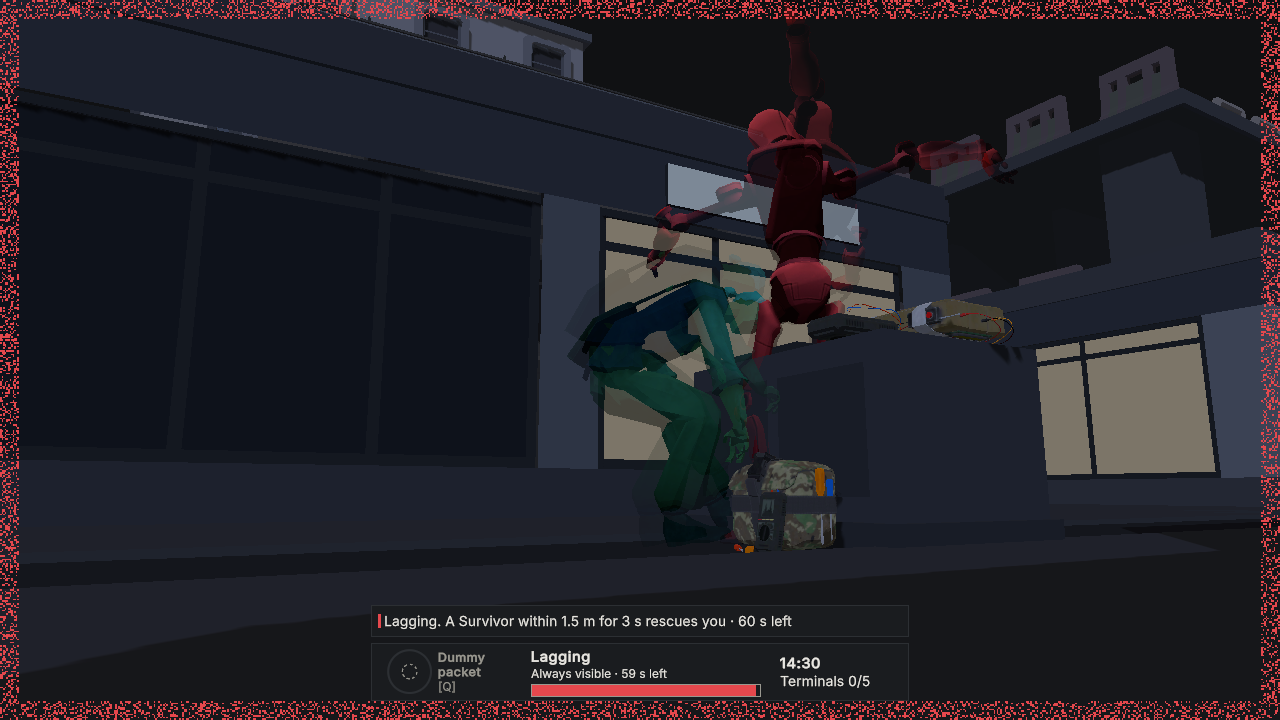 Lagging. A Survivor within 1.5 m for 3 s rescues you · 60 s left
Dummy
packet
[Q]
Lagging
Always visible · 59 s left
14:30
Terminals 0/5